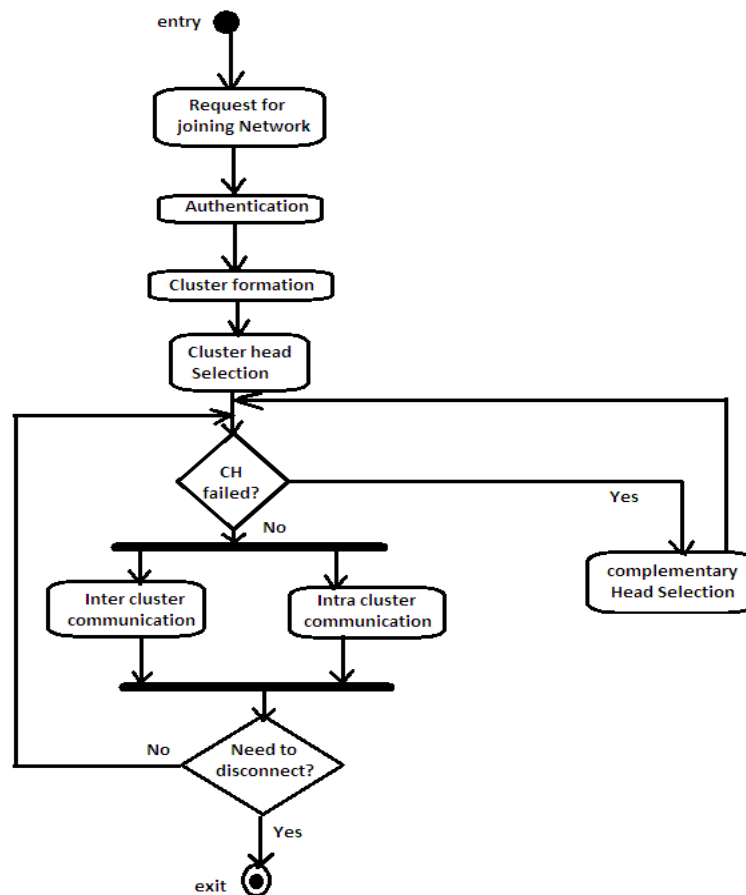 entry
Request for
joining Network
Authentication
Cluster formation
Cluster head
Selection
CH
failed?
Yes
No
complementary
Head Selection
Inter cluster
communication
Intra cluster
communication
No
Need to
disconnect?
Yes
exit